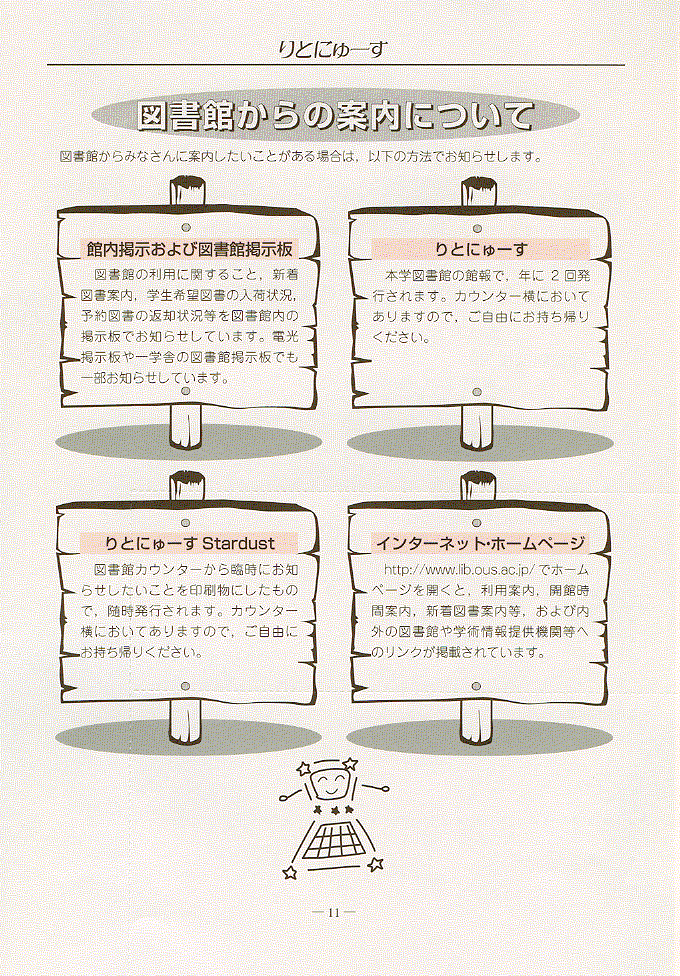 りとにゅーす
図書館からの案内について
図書館からみなさんに案内したいことがある場合は，以下の方法でお知らせします。
館内掲示および図書館掲示板
図書館の利用に関すること，新着
図書案内，学生希望図書の入荷状況，
予約図書の返却状況等を図書館内の
掲示板でお知らせしています。電光
掲示板や一学舎の図書館掲示板でも
一部お知らせしています。
りとにゅーす
本学図書館の館報で，年に 2 回発
行されます。カウンター横において
ありますので，ご自由にお持ち帰り
ください。
りとにゅーす Stardust
図書館カウンターから臨時にお知
らせしたいことを印刷物にしたもの
で，随時発行されます。カウンター
横においてありますので，ご自由に
お持ち帰りください。
インターネット・ホームページ
http://www.lib.ous.ac.jp/ でホーム
ページを開くと，利用案内，開館時
間案内，新着図書案内等，および内
外の図書館や学術情報提供機関等へ
のリンクが掲載されています。
— 11 —